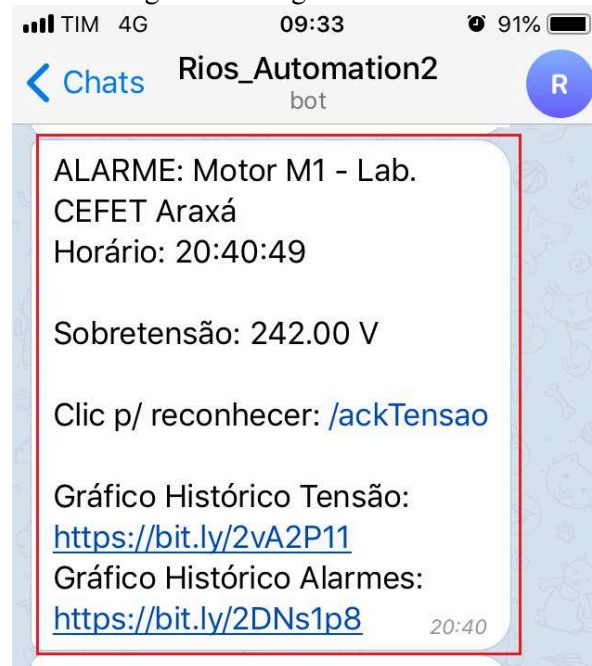 TIM 4G 09:33 91%
Chats Rios_Automation2 R
bot
ALARME: Motor M1 - Lab.
CEFET Araxá
Horário: 20:40:49
Sobretensão: 242.00 V
Clic p/ reconhecer: /ackTensao
Gráfico Histórico Tensão:
https://bit.ly/2vA2P11
Gráfico Histórico Alarmes:
https://bit.ly/2DNs1p8 20:40